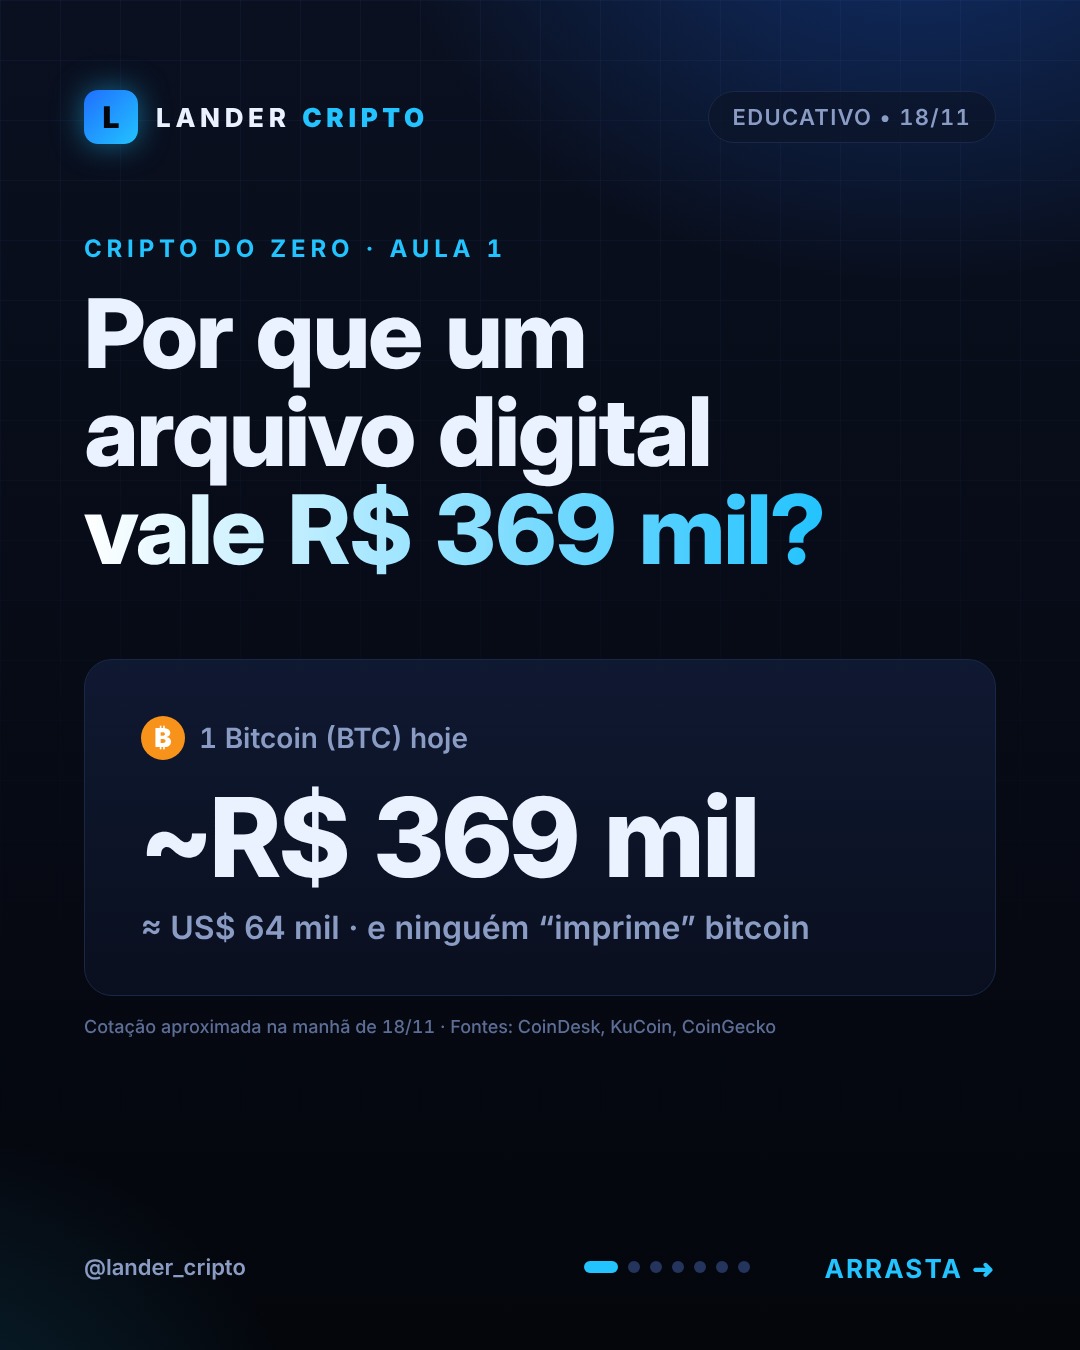 L LANDER CRIPTO
EDUCATIVO • 18/11
CRIPTO DO ZERO · AULA 1
Por que um
arquivo digital
vale R$ 369 mil?
₿ 1 Bitcoin (BTC) hoje
~R$ 369 mil
≈ US$ 64 mil · e ninguém “imprime” bitcoin
Cotação aproximada na manhã de 18/11 · Fontes: CoinDesk, KuCoin, CoinGecko
@lander_cripto
ARRASTA ➜